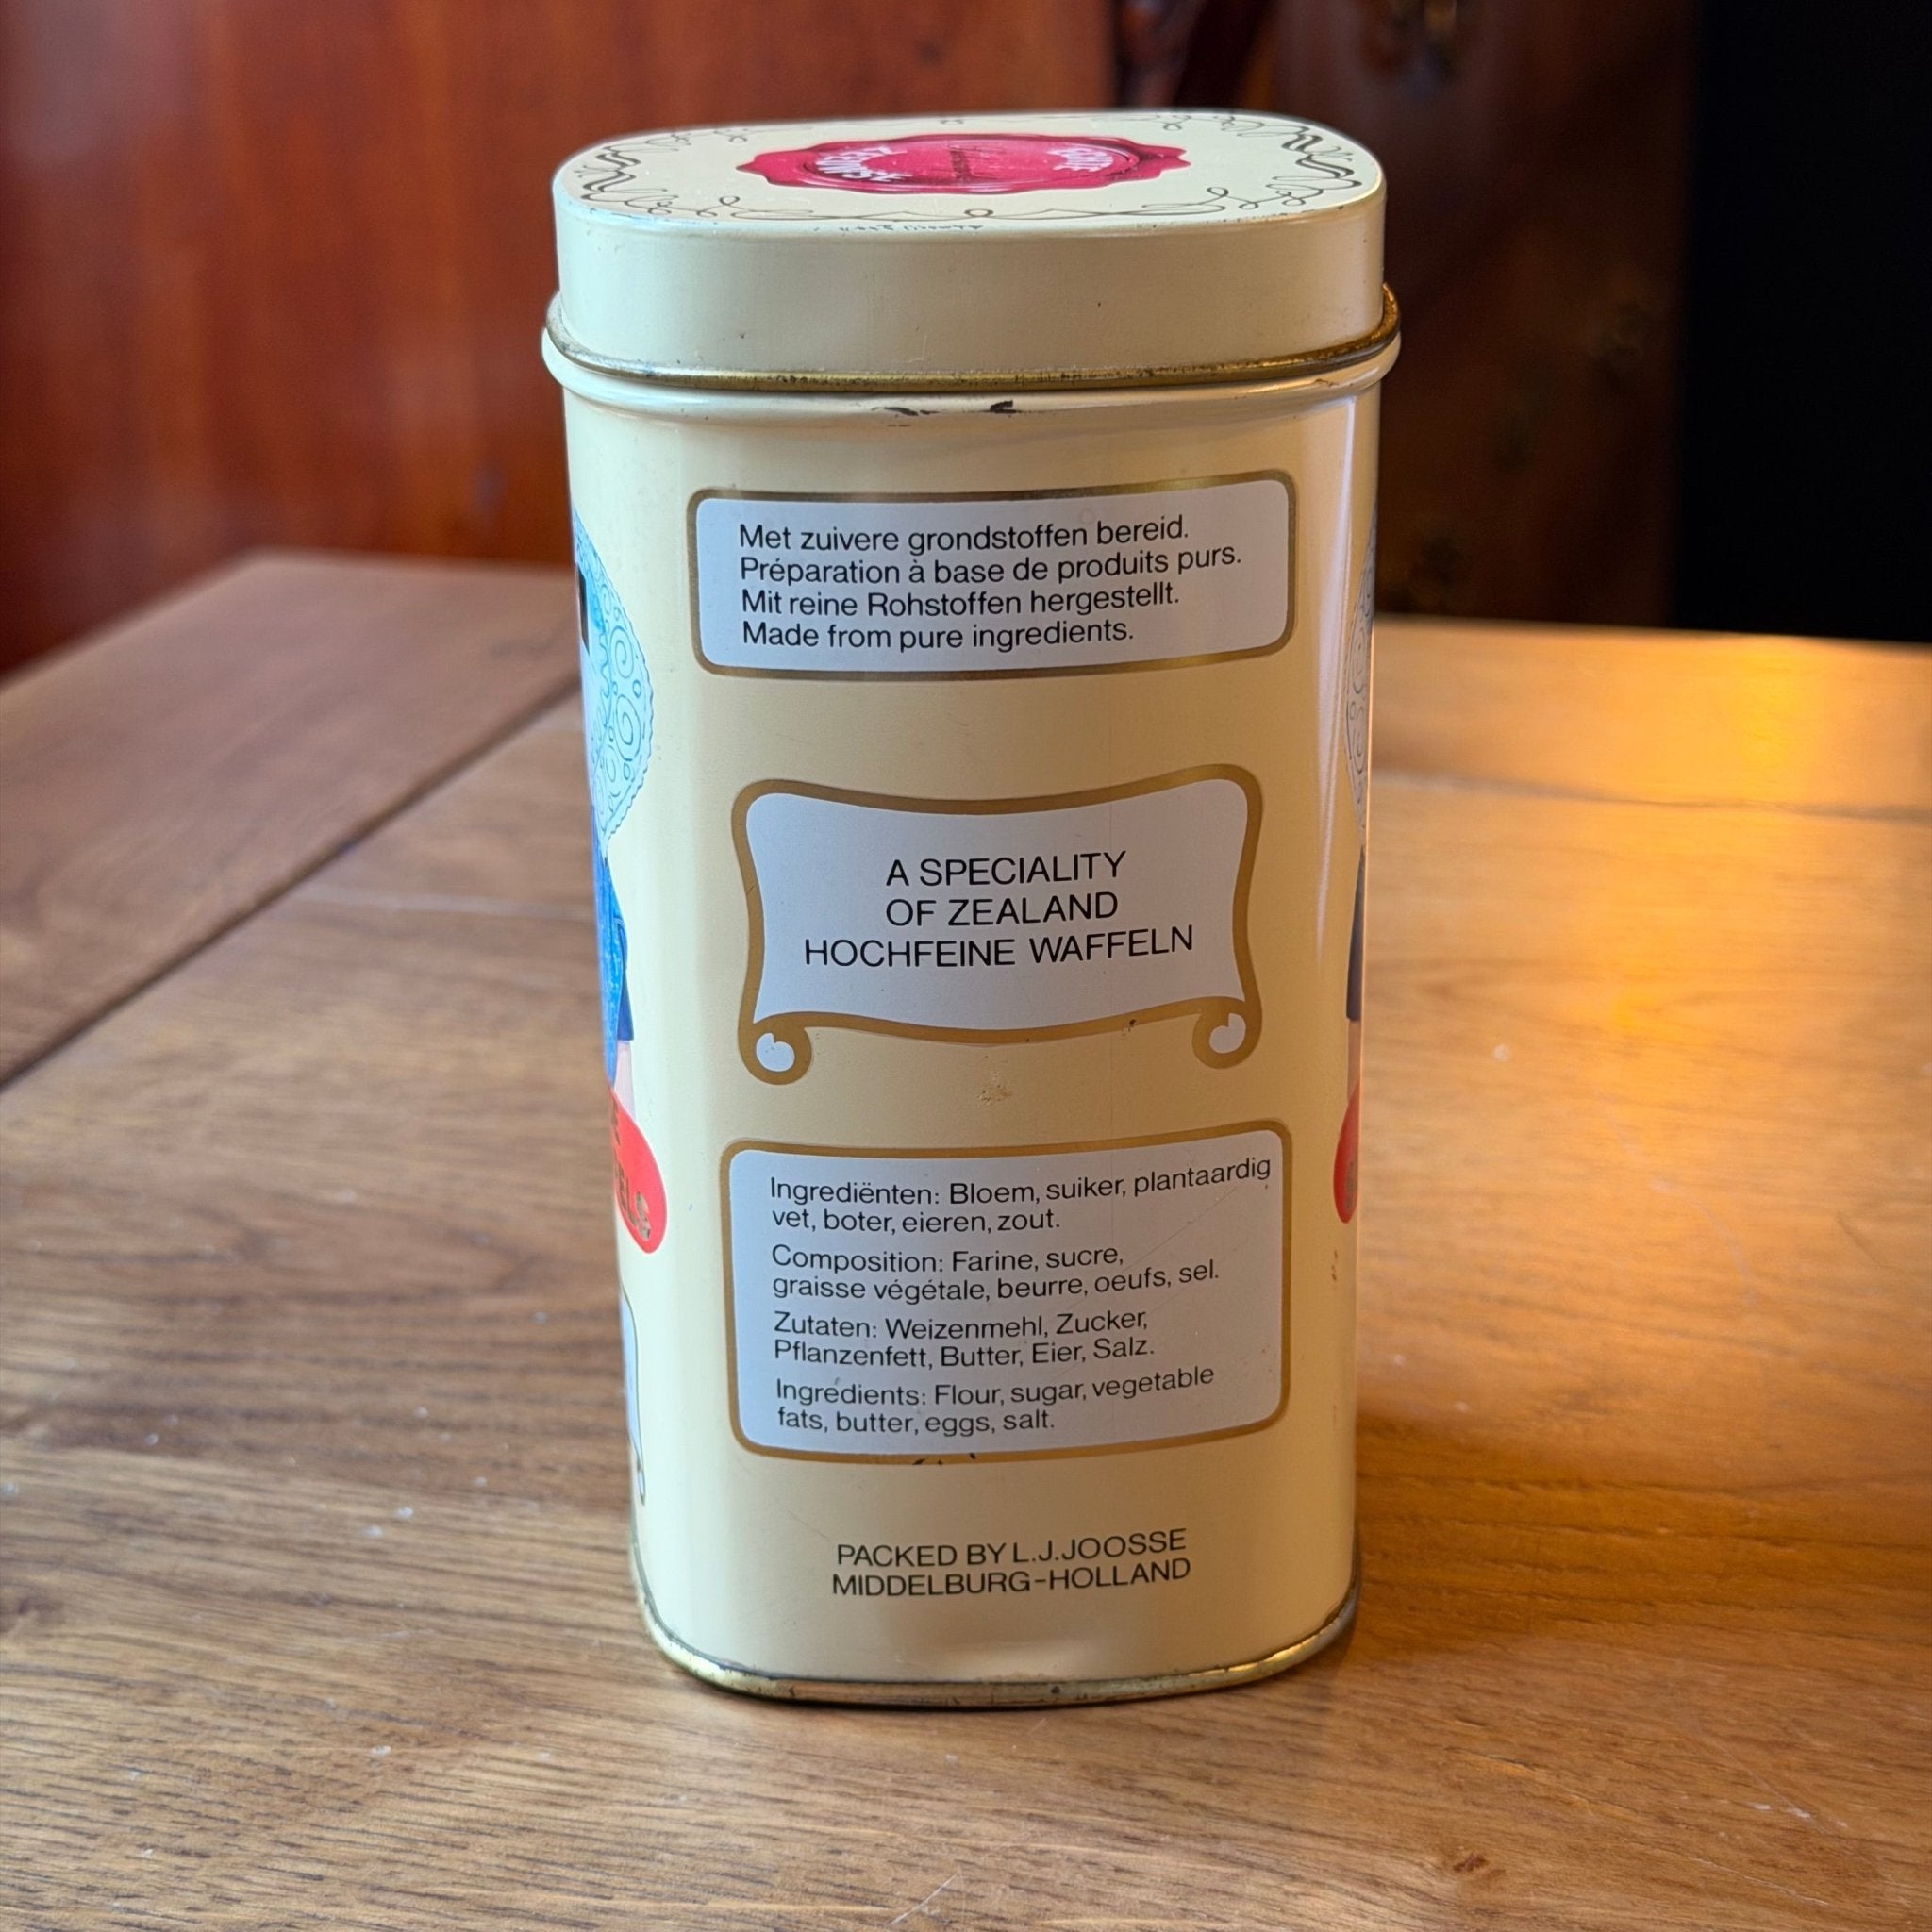 Met zuivere grondstoffen bereid.
Préparation à base de produits purs.
Mit reine Rohstoffen hergestellt.
Made from pure ingredients.
A SPECIALITY
OF ZEALAND
HOCHFEINE WAFFELN
Ingrediënten: Bloem, suiker, plantaardig
vet, boter, eieren, zout.
Composition: Farine, sucre,
graisse végétale, beurre, oeufs, sel.
Zutaten: Weizenmehl, Zucker,
Pflanzenfett, Butter, Eier, Salz.
Ingredients: Flour, sugar, vegetable
fats, butter, eggs, salt.
PACKED BY L.J.JOOSSE
MIDDELBURG-HOLLAND